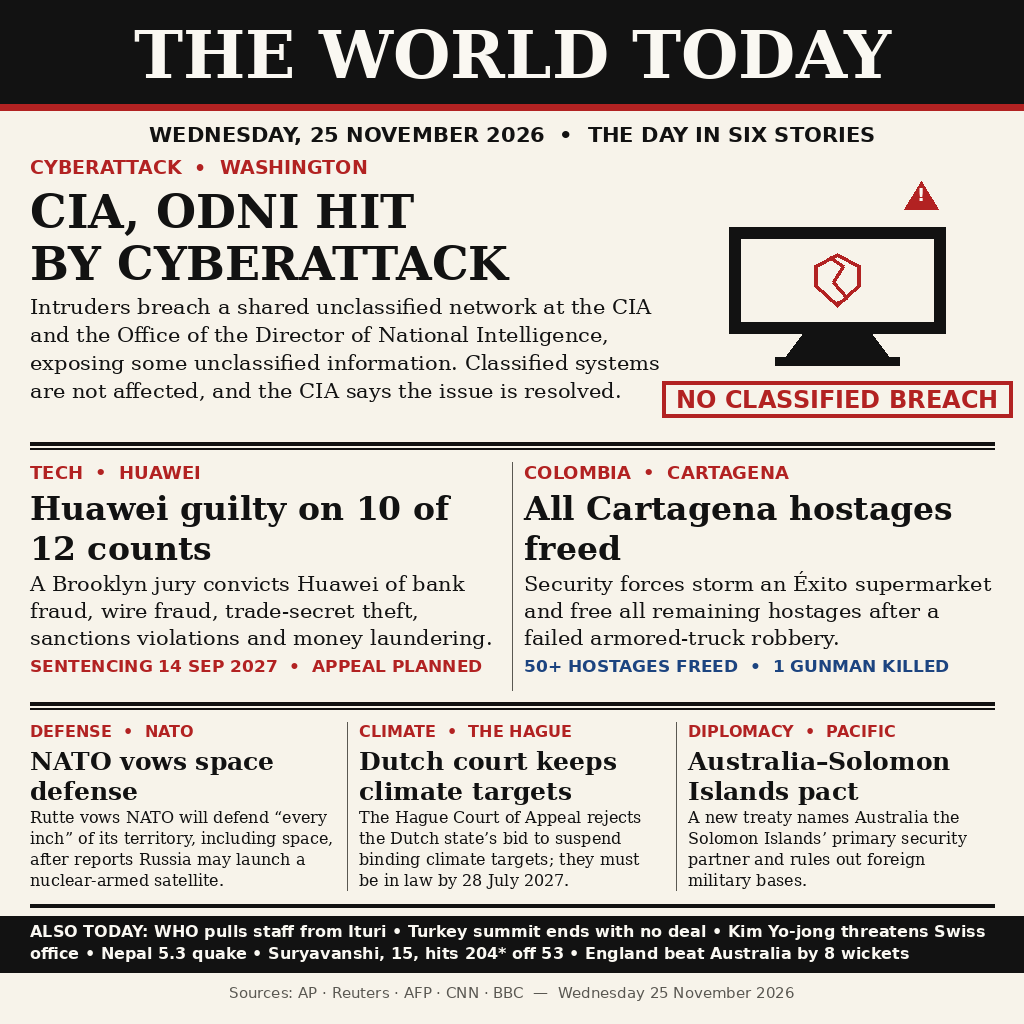 THE WORLD TODAY
WEDNESDAY, 25 NOVEMBER 2026 • THE DAY IN SIX STORIES
CYBERATTACK • WASHINGTON
CIA, ODNI HIT
BY CYBERATTACK
Intruders breach a shared unclassified network at the CIA
and the Office of the Director of National Intelligence,
exposing some unclassified information. Classified systems
are not affected, and the CIA says the issue is resolved.
!
NO CLASSIFIED BREACH
TECH • HUAWEI
Huawei guilty on 10 of
12 counts
A Brooklyn jury convicts Huawei of bank
fraud, wire fraud, trade-secret theft,
sanctions violations and money laundering.
SENTENCING 14 SEP 2027 • APPEAL PLANNED
COLOMBIA • CARTAGENA
All Cartagena hostages
freed
Security forces storm an Éxito supermarket
and free all remaining hostages after a
failed armored-truck robbery.
50+ HOSTAGES FREED • 1 GUNMAN KILLED
DEFENSE • NATO
NATO vows space
defense
Rutte vows NATO will defend “every
inch” of its territory, including space,
after reports Russia may launch a
nuclear-armed satellite.
CLIMATE • THE HAGUE
Dutch court keeps
climate targets
The Hague Court of Appeal rejects
the Dutch state’s bid to suspend
binding climate targets; they must
be in law by 28 July 2027.
DIPLOMACY • PACIFIC
Australia–Solomon
Islands pact
A new treaty names Australia the
Solomon Islands’ primary security
partner and rules out foreign
military bases.
ALSO TODAY: WHO pulls staff from Ituri • Turkey summit ends with no deal • Kim Yo-jong threatens Swiss
office • Nepal 5.3 quake • Suryavanshi, 15, hits 204* off 53 • England beat Australia by 8 wickets
Sources: AP · Reuters · AFP · CNN · BBC — Wednesday 25 November 2026